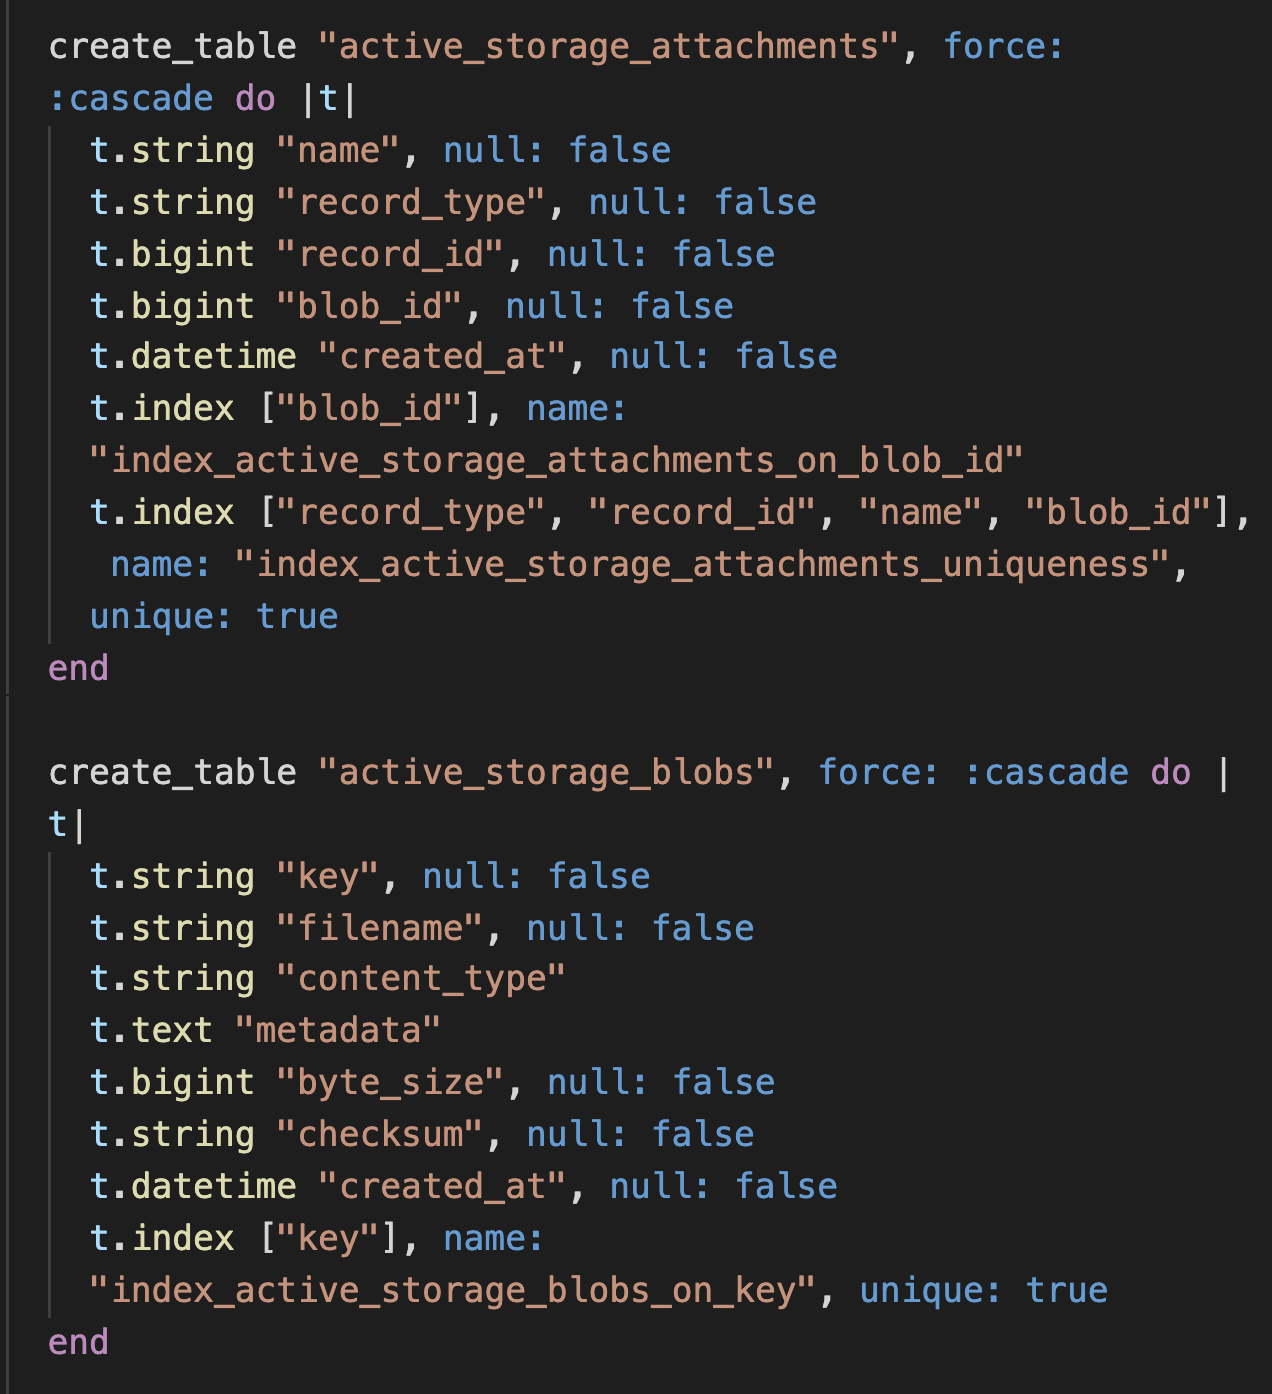 create_table "active_storage_attachments", force:
:cascade do |t|
t.string "name", null: false
t.string "record_type", null: false
t.bigint "record_id", null: false
t.bigint "blob_id", null: false
t.datetime "created_at", null: false
t.index ["blob_id"], name:
"index_active_storage_attachments_on_blob_id"
t.index ["record_type", "record_id", "name", "blob_id"],
name: "index_active_storage_attachments_uniqueness",
unique: true
end
create_table "active_storage_blobs", force: :cascade do |
t|
t.string "key", null: false
t.string "filename", null: false
t.string "content_type"
t.text "metadata"
t.bigint "byte_size", null: false
t.string "checksum", null: false
t.datetime "created_at", null: false
t.index ["key"], name:
"index_active_storage_blobs_on_key", unique: true
end